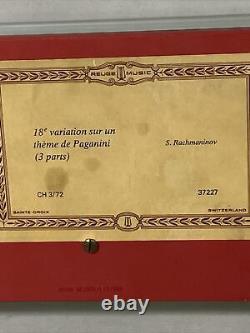 REUGE MUSIC
18e variation sur un
thème de Paganini
(3 parts)
S. Rachmaninov
CH 3/72
37227
SAINTE CROIX
SWITZERLAND